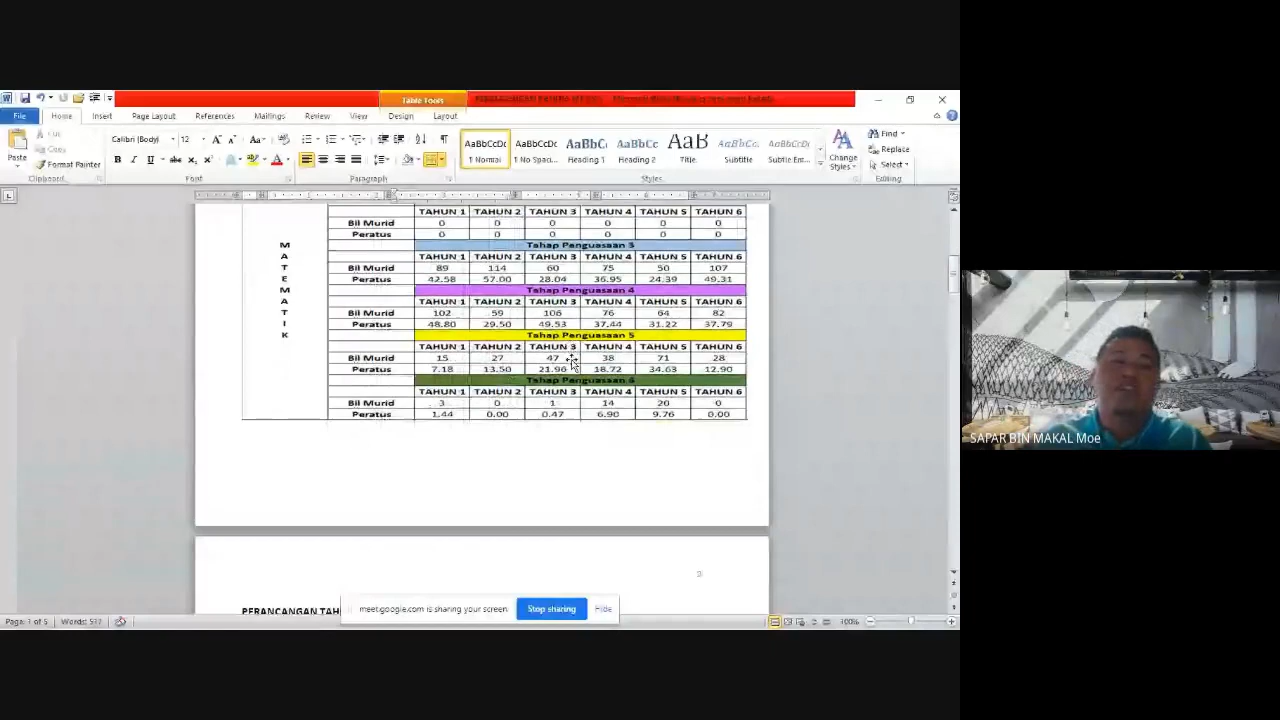 Table Tools
File Home Insert Page Layout References Mailings Review View Design Layout
Calibri (Body) 12
Paste
Cut
Copy
Format Painter
AaBbCcDc AaBbCcDc AaBbC AaBbCc AaB AaBbCc. AaBbCcDc
1 Normal 1 No Spaci... Heading 1 Heading 2 Title Subtitle Subtle Em...
Change Styles
Find
Replace
Select
Font Paragraph Styles Editing
TAHUN 1 TAHUN 2 TAHUN 3 TAHUN 4 TAHUN 5 TAHUN 6
Bil Murid 0 0 0 0 0 0
Peratus 0 0 0 0 0 0
MATEMATIK
Tahap Penguasaan 3
TAHUN 1 TAHUN 2 TAHUN 3 TAHUN 4 TAHUN 5 TAHUN 6
Bil Murid 89 114 60 75 50 107
Peratus 42.58 57.00 28.04 36.95 24.39 49.31
Tahap Penguasaan 4
TAHUN 1 TAHUN 2 TAHUN 3 TAHUN 4 TAHUN 5 TAHUN 6
Bil Murid 102 59 106 76 64 82
Peratus 48.80 29.50 49.53 37.44 31.22 37.79
Tahap Penguasaan 5
TAHUN 1 TAHUN 2 TAHUN 3 TAHUN 4 TAHUN 5 TAHUN 6
Bil Murid 15 27 47 38 71 28
Peratus 7.18 13.50 21.96 18.72 34.63 12.90
Tahap Penguasaan 6
TAHUN 1 TAHUN 2 TAHUN 3 TAHUN 4 TAHUN 5 TAHUN 6
Bil Murid 3 0 1 14 20 0
Peratus 1.44 0.00 0.47 6.90 9.76 0.00
2
PERANCANGAN TAH
meet.google.com is sharing your screen Stop sharing Hide
Page: 1 of 5 Words: 517 100%
SAPAR BIN MAKAL Moe